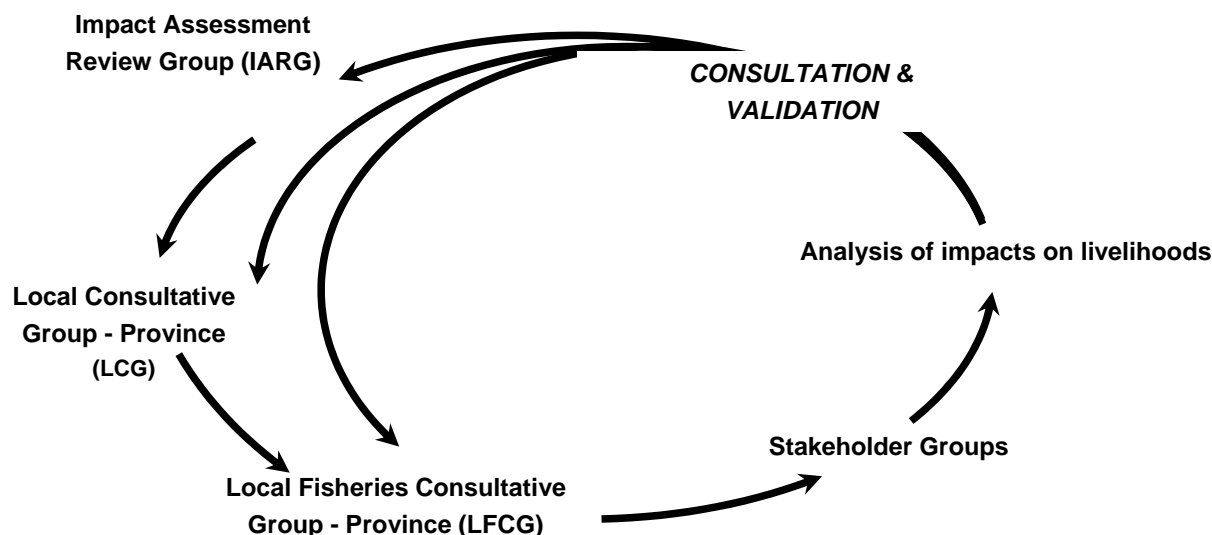 Impact Assessment
Review Group (IARG)
CONSULTATION &
VALIDATION
Analysis of impacts on livelihoods
Local Consultative
Group - Province
(LCG)
Stakeholder Groups
Local Fisheries Consultative
Group - Province (LFCG)